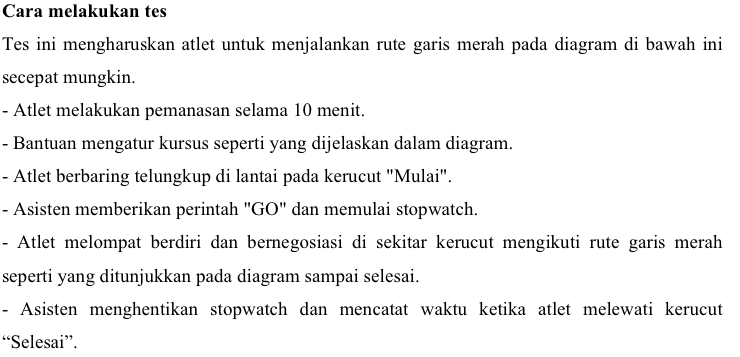 Cara melakukan tes
Tes ini mengharuskan atlet untuk menjalankan rute garis merah pada diagram di bawah ini
secepat mungkin.
- Atlet melakukan pemanasan selama 10 menit.
- Bantuan mengatur kursus seperti yang dijelaskan dalam diagram.
- Atlet berbaring telungkup di lantai pada kerucut "Mulai".
- Asisten memberikan perintah "GO" dan memulai stopwatch.
- Atlet melompat berdiri dan bernegosiasi di sekitar kerucut mengikuti rute garis merah
seperti yang ditunjukkan pada diagram sampai selesai.
- Asisten menghentikan stopwatch dan mencatat waktu ketika atlet melewati kerucut
“Selesai”.